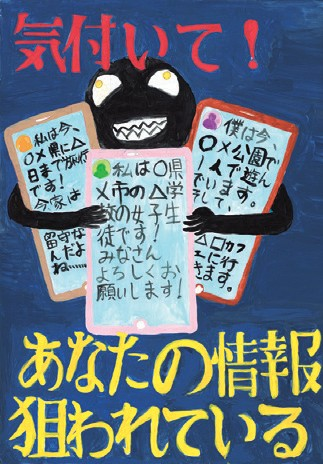 気付いて！
私は今、
〇×県に△
日まで旅行
です！
今、家は
留守な
んだよ
ね……
私は〇県
×市の△学
校の女子生
徒です！
みなさん
よろしくお
願いします！
僕は今、
〇×公園で
一人で遊ん
でいます。
△□カフ
ェに行
きます。
あなたの情報
狙われている